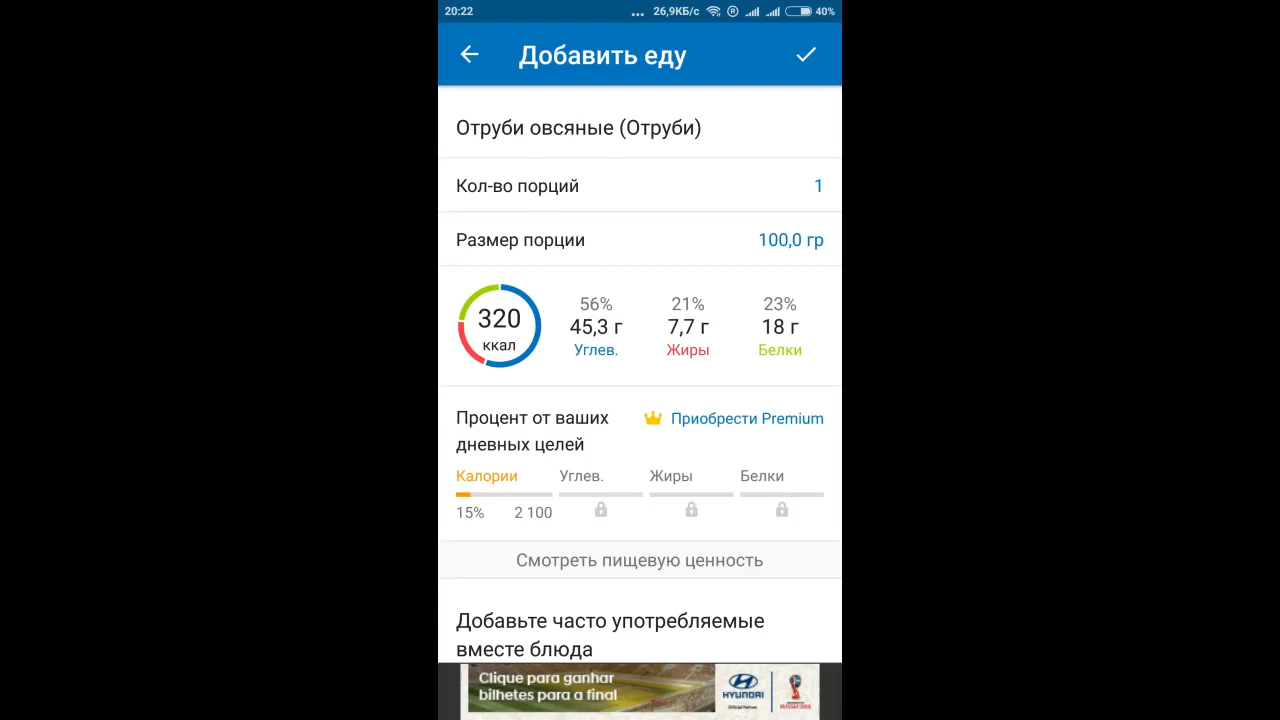 20:22 ... 26,9КБ/с R 40%
Добавить еду
Отруби овсяные (Отруби)
Кол-во порций 1
Размер порции 100,0 гр
320
ккал
56% 21% 23%
45,3 г 7,7 г 18 г
Углев. Жиры Белки
Процент от ваших
дневных целей
Приобрести Premium
Калории Углев. Жиры Белки
15% 2 100
Смотреть пищевую ценность
Добавьте часто употребляемые
вместе блюда
Clique para ganhar
bilhetes para a final
HYUNDAI